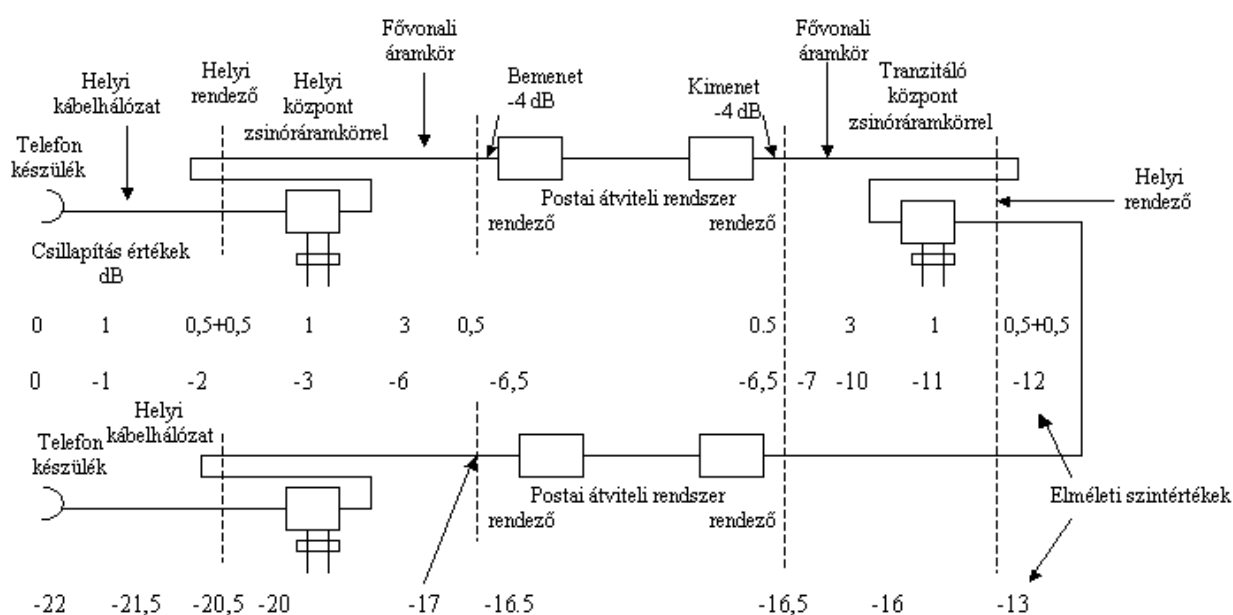 Fővonali
áramkör
Fővonali
áramkör
Helyi
kábelhálózat
Helyi
rendező
Helyi
központ
zsinóráramkörrel
Bemenet
-4 dB
Kimenet
-4 dB
Tranzitáló
központ
zsinóráramkörrel
Telefon
készülék
Helyi
rendező
Postai átviteli rendszer
rendező
rendező
Csillapítás értékek
dB
0 1 0,5+0,5 1 3 0,5 0.5 3 1 0,5+0,5
0 -1 -2 -3 -6 -6,5 -6,5 -7 -10 -11 -12
Helyi
kábelhálózat
Telefon
készülék
Postai átviteli rendszer
rendező
rendező
Elméleti szintértékek
-22 -21,5 -20,5 -20 -17 -16.5 -16,5 -16 -13